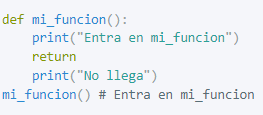 def mi_funcion():
    print("Entra en mi_funcion")
    return
    print("No llega")
mi_funcion() # Entra en mi_funcion